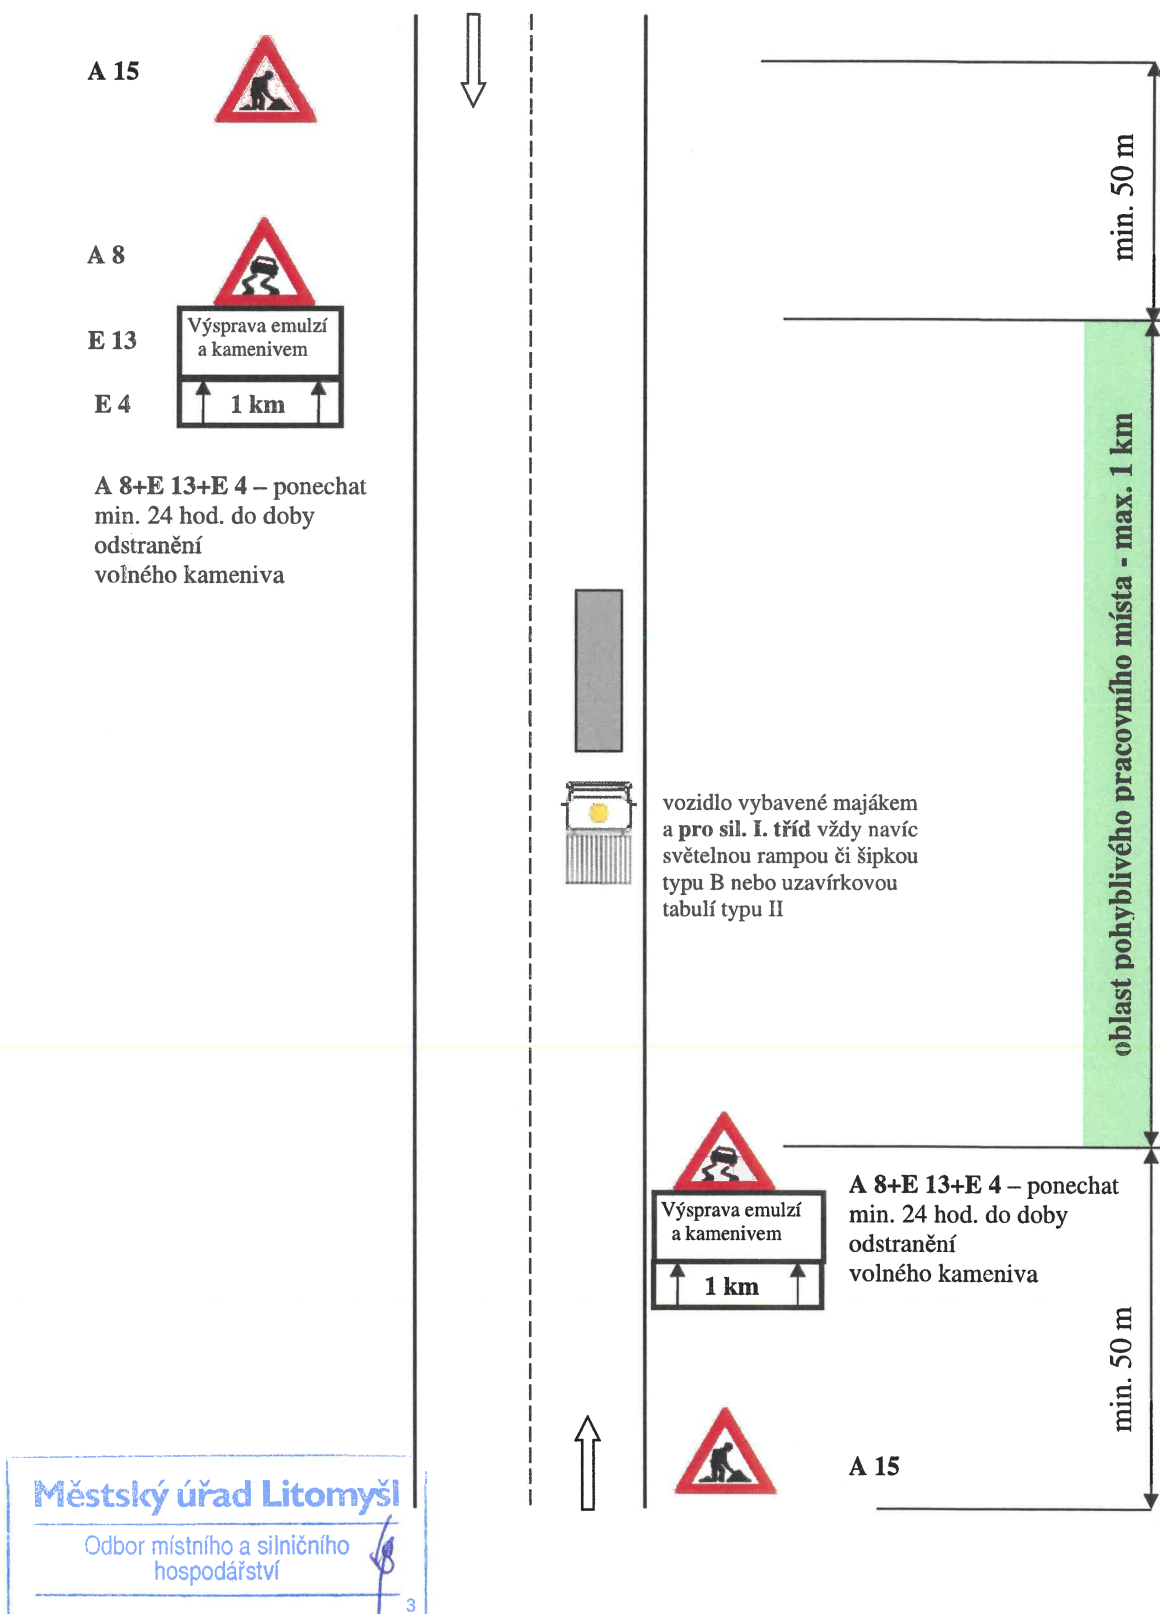 A 15
min. 50 m
A 8
E 13
Výsprava emulzí
a kamenivem
E 4
1 km
A 8+E 13+E 4 – ponechat
min. 24 hod. do doby
odstranění
volného kameniva
oblast pohyblivého pracovního místa - max. 1 km
vozidlo vybavené majákem
a pro sil. I. tříd vždy navíc
světelnou rampou či šipkou
typu B nebo uzavírkovou
tabulí typu II
Výsprava emulzí
a kamenivem
1 km
A 8+E 13+E 4 – ponechat
min. 24 hod. do doby
odstranění
volného kameniva
min. 50 m
A 15
Městský úřad Litomyšl
Odbor místního a silničního
hospodářství
3